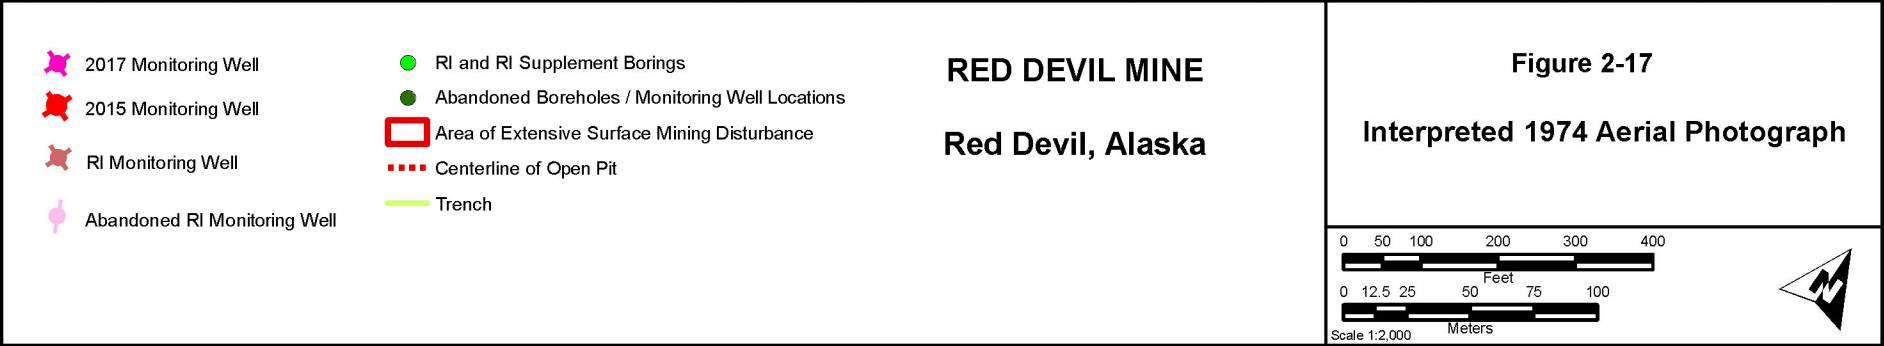 2017 Monitoring Well
2015 Monitoring Well
RI Monitoring Well
Abandoned RI Monitoring Well
RI and RI Supplement Borings
Abandoned Boreholes / Monitoring Well Locations
Area of Extensive Surface Mining Disturbance
Centerline of Open Pit
Trench
RED DEVIL MINE
Red Devil, Alaska
Figure 2-17
Interpreted 1974 Aerial Photograph
0 50 100 200 300 400
Feet
0 12.5 25 50 75 100
Meters
Scale 1:2,000
N